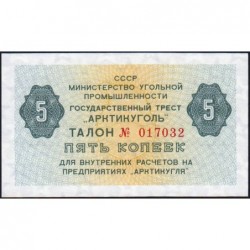 СССР
МИНИСТЕРСТВО УГОЛЬНОЙ
ПРОМЫШЛЕННОСТИ
ГОСУДАРСТВЕННЫЙ ТРЕСТ
„АРКТИКУГОЛЬ"
5 5
ТАЛОН № 017032
ПЯТЬ КОПЕЕК
ДЛЯ ВНУТРЕННИХ РАСЧЕТОВ НА
ПРЕДПРИЯТИЯХ „АРКТИКУГЛЯ"